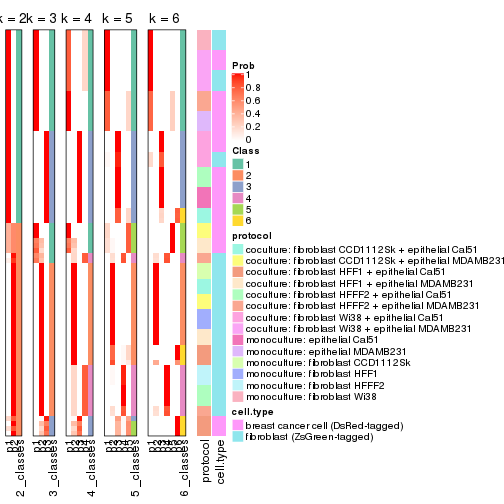 k = 2 k = 3 k = 4 k = 5 k = 6
Prob
1
0.8
0.6
0.4
0.2
0
Class
1
2
3
4
5
6
protocol
coculture: fibroblast CCD1112Sk + epithelial Cal51
coculture: fibroblast CCD1112Sk + epithelial MDAMB231
coculture: fibroblast HFF1 + epithelial Cal51
coculture: fibroblast HFF1 + epithelial MDAMB231
coculture: fibroblast HFFF2 + epithelial Cal51
coculture: fibroblast HFFF2 + epithelial MDAMB231
coculture: fibroblast Wi38 + epithelial Cal51
coculture: fibroblast Wi38 + epithelial MDAMB231
monoculture: epithelial Cal51
monoculture: epithelial MDAMB231
monoculture: fibroblast CCD1112Sk
monoculture: fibroblast HFF1
monoculture: fibroblast HFFF2
monoculture: fibroblast Wi38
cell.type
breast cancer cell (DsRed-tagged)
fibroblast (ZsGreen-tagged)
2_classes
3_classes
4_classes
5_classes
6_classes
protocol
cell.type